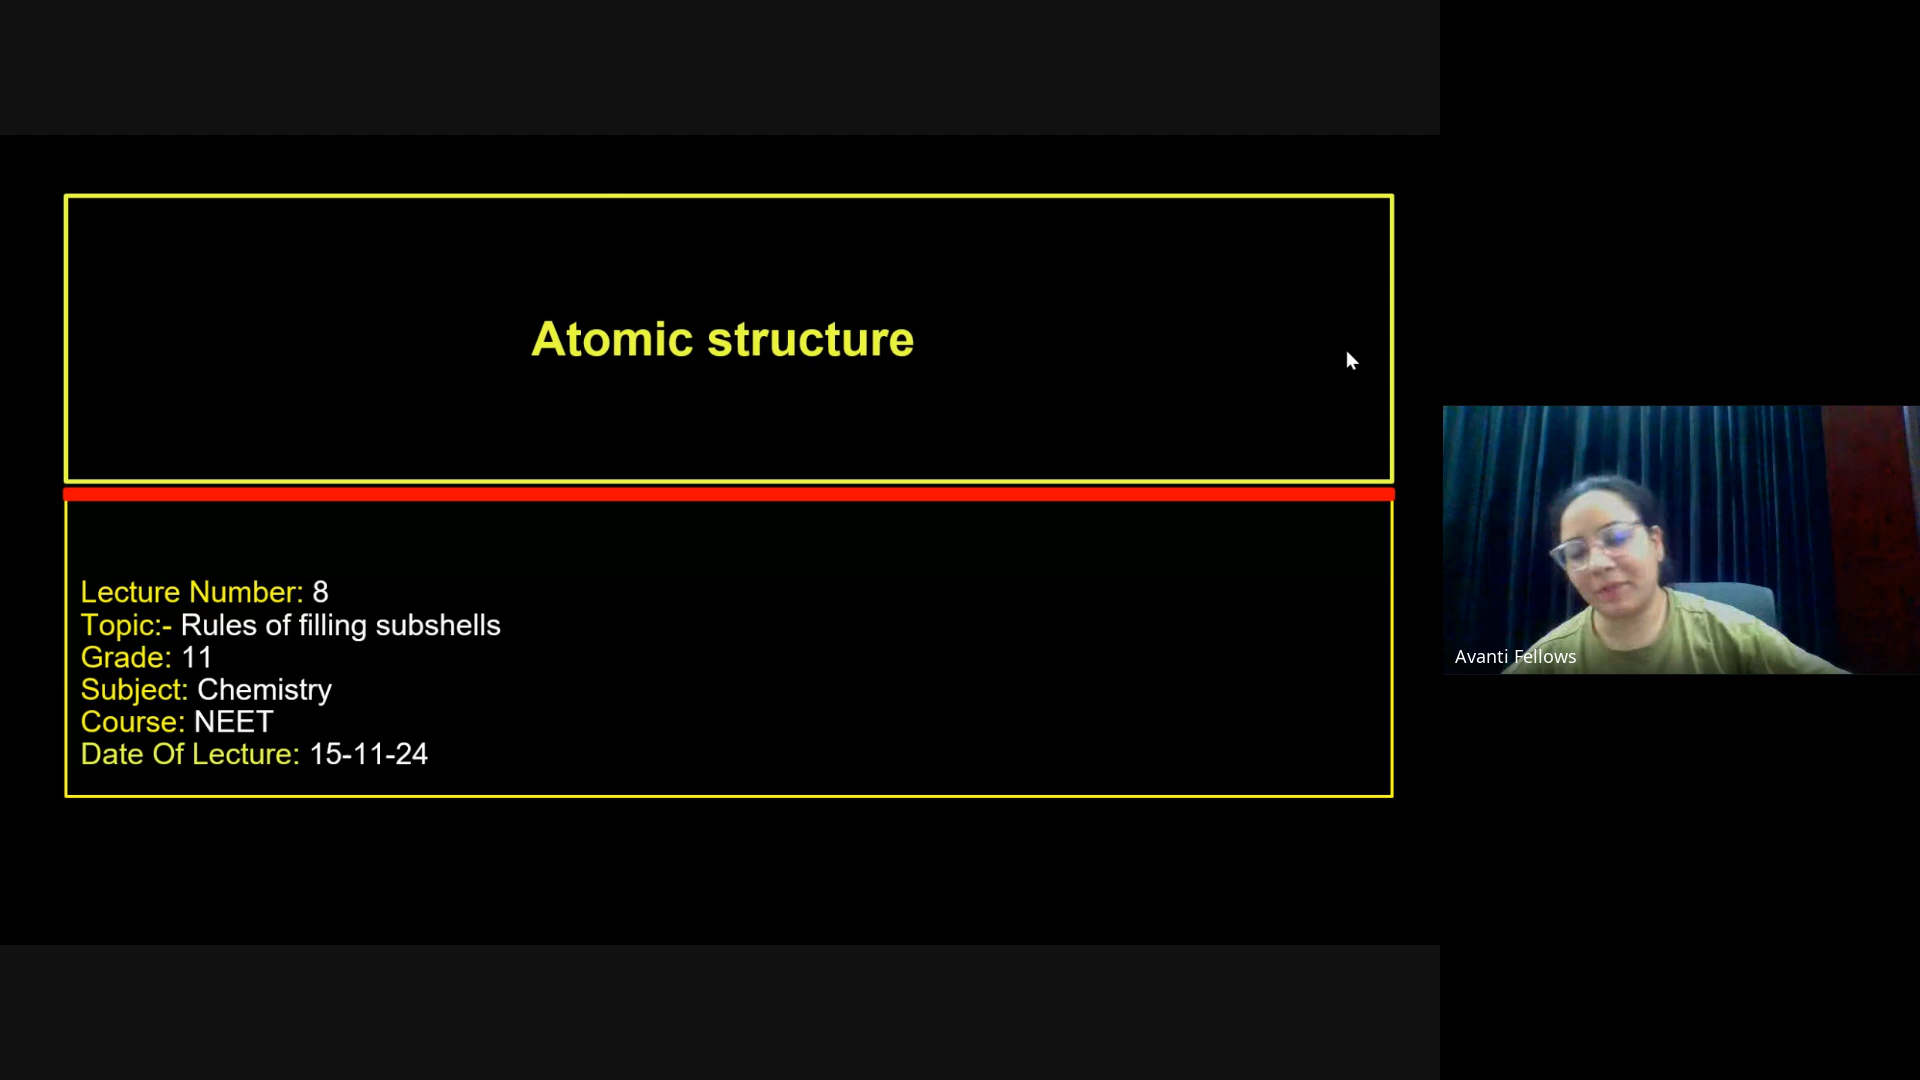 Atomic structure
Lecture Number: 8
Topic:- Rules of filling subshells
Grade: 11
Subject: Chemistry
Course: NEET
Date Of Lecture: 15-11-24
Avanti Fellows